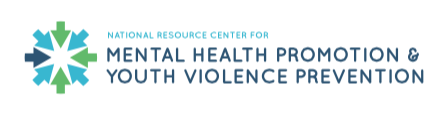 NATIONAL RESOURCE CENTER FOR
MENTAL HEALTH PROMOTION &
YOUTH VIOLENCE PREVENTION